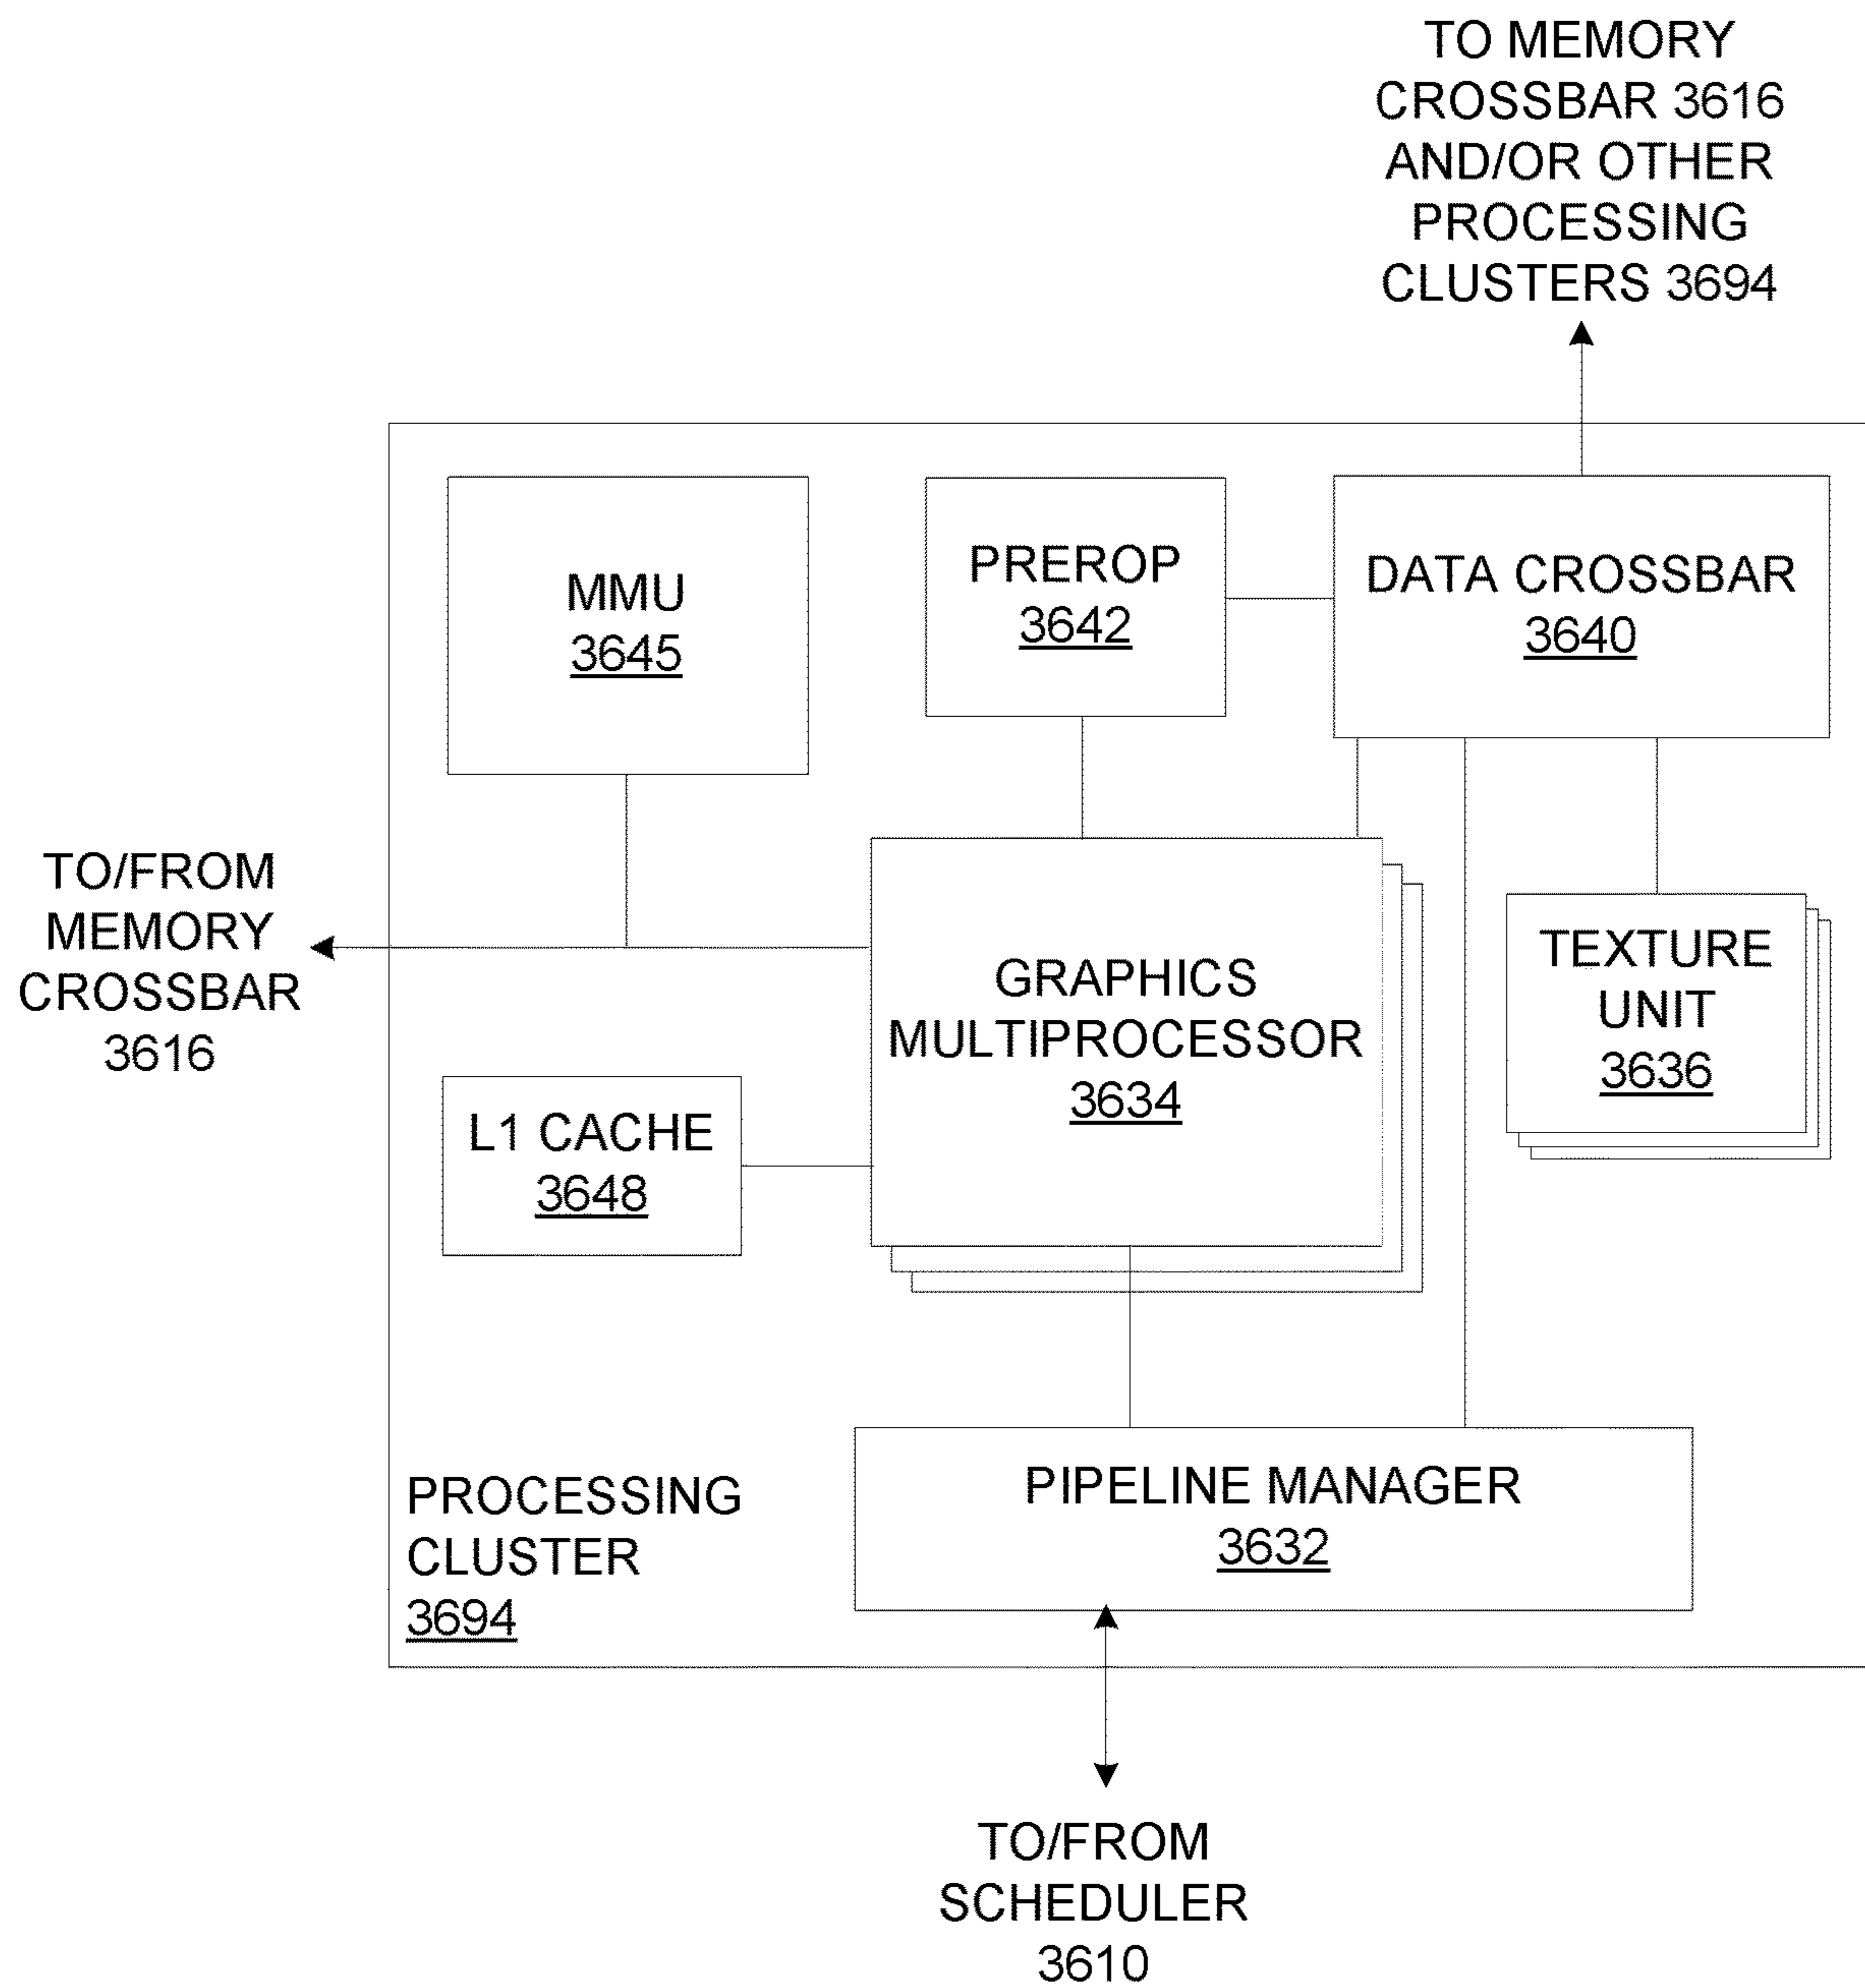 TO MEMORY
CROSSBAR 3616
AND/OR OTHER
PROCESSING
CLUSTERS 3694
MMU
3645
PREROP
3642
DATA CROSSBAR
3640
TO/FROM
MEMORY
CROSSBAR
3616
GRAPHICS
MULTIPROCESSOR
3634
TEXTURE
UNIT
3636
L1 CACHE
3648
PIPELINE MANAGER
3632
PROCESSING
CLUSTER
3694
TO/FROM
SCHEDULER
3610